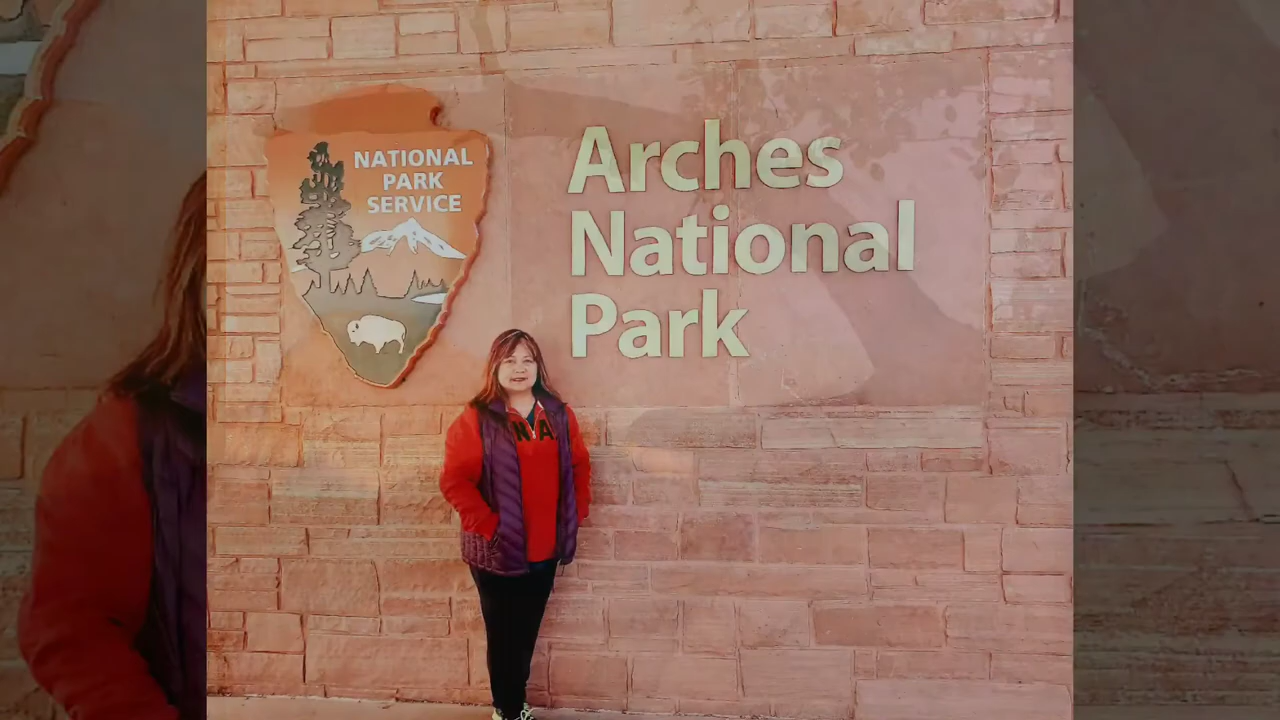 NATIONAL
PARK
SERVICE
Arches
National
Park